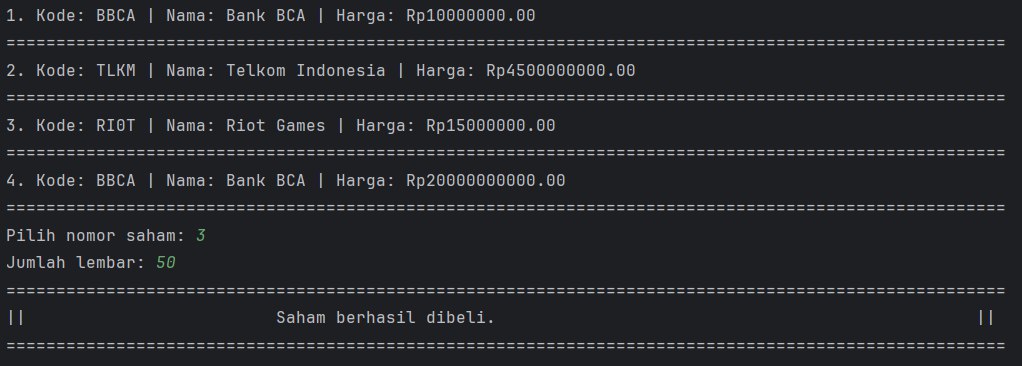 1. Kode: BBCA | Nama: Bank BCA | Harga: Rp10000000.00
====================================================================================================
2. Kode: TLKM | Nama: Telkom Indonesia | Harga: Rp4500000000.00
====================================================================================================
3. Kode: RIOT | Nama: Riot Games | Harga: Rp15000000.00
====================================================================================================
4. Kode: BBCA | Nama: Bank BCA | Harga: Rp20000000000.00
====================================================================================================
Pilih nomor saham: 3
Jumlah lembar: 50
====================================================================================================
||                         Saham berhasil dibeli.                                                ||
====================================================================================================